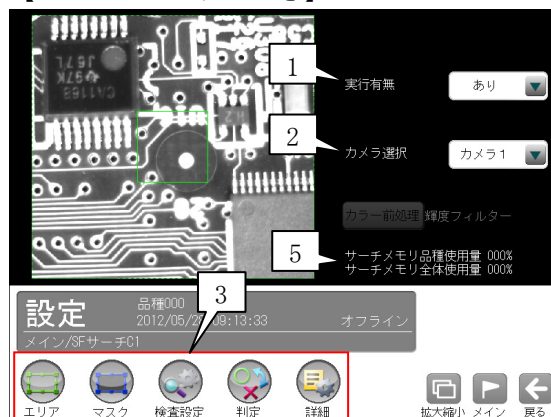 J67L
CA1168
1
実行有無
あり
2
カメラ選択
カメラ1
カラー前処理 輝度フィルター
5
サーチメモリ品種使用量 000%
サーチメモリ全体使用量 000%
3
設定
品種000
09:13:33
オフライン
メイン/SFサーチC1
エリア
マスク
検査設定
判定
詳細
拡大縮小
メイン
戻る